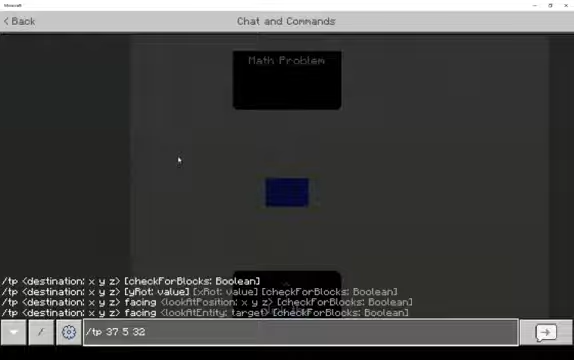 Minecraft
< Back
Chat and Commands
Math Problem
/tp <destination: x y z> [checkForBlocks: Boolean]
/tp <destination: x y z> [yRot: value] [xRot: value] [checkForBlocks: Boolean]
/tp <destination: x y z> facing <lookAtPosition: x y z> [checkForBlocks: Boolean]
/tp <destination: x y z> facing <lookAtEntity: target> [checkForBlocks: Boolean]
/
/tp 37 5 32